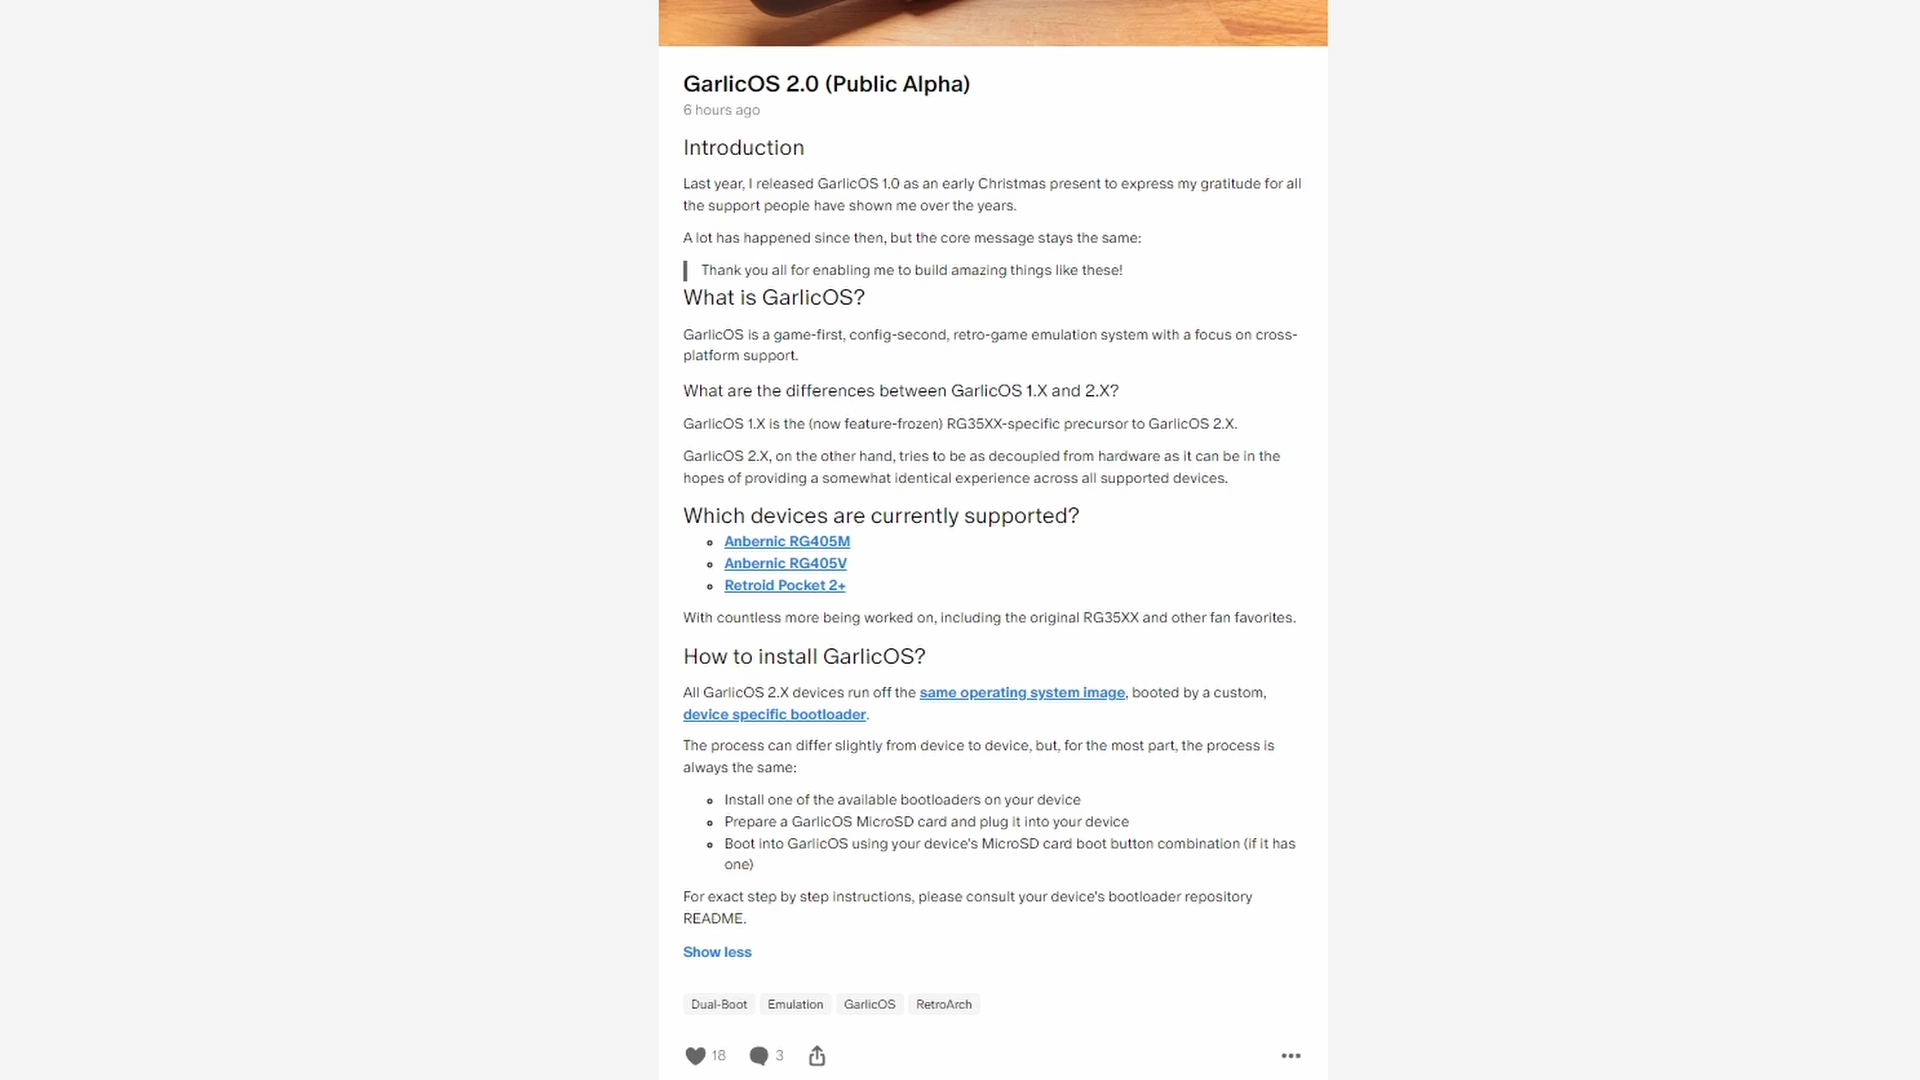 GarlicOS 2.0 (Public Alpha)
6 hours ago
Introduction
Last year, I released GarlicOS 1.0 as an early Christmas present to express my gratitude for all
the support people have shown me over the years.
A lot has happened since then, but the core message stays the same:
Thank you all for enabling me to build amazing things like these!
What is GarlicOS?
GarlicOS is a game-first, config-second, retro-game emulation system with a focus on cross-
platform support.
What are the differences between GarlicOS 1.X and 2.X?
GarlicOS 1.X is the (now feature-frozen) RG35XX-specific precursor to GarlicOS 2.X.
GarlicOS 2.X, on the other hand, tries to be as decoupled from hardware as it can be in the
hopes of providing a somewhat identical experience across all supported devices.
Which devices are currently supported?
Anbernic RG405M
Anbernic RG405V
Retroid Pocket 2+
With countless more being worked on, including the original RG35XX and other fan favorites.
How to install GarlicOS?
All GarlicOS 2.X devices run off the same operating system image, booted by a custom,
device specific bootloader.
The process can differ slightly from device to device, but, for the most part, the process is
always the same:
Install one of the available bootloaders on your device
Prepare a GarlicOS MicroSD card and plug it into your device
Boot into GarlicOS using your device's MicroSD card boot button combination (if it has
one)
For exact step by step instructions, please consult your device's bootloader repository
README.
Show less
Dual-Boot Emulation GarlicOS RetroArch
18 3